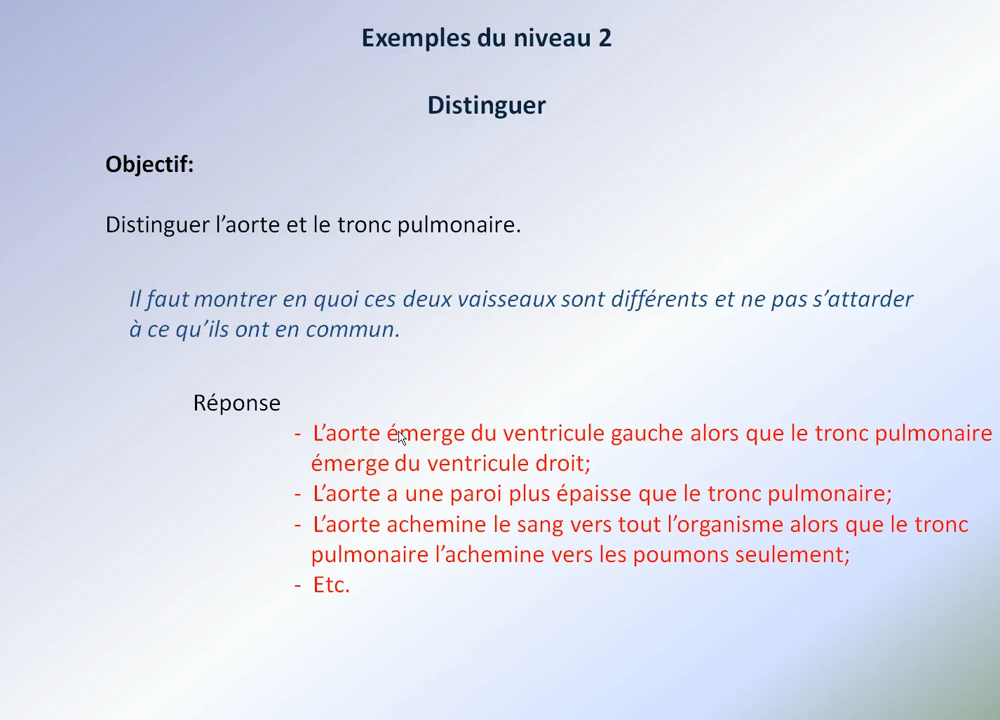 Exemples du niveau 2
Distinguer
Objectif:
Distinguer l’aorte et le tronc pulmonaire.
Il faut montrer en quoi ces deux vaisseaux sont différents et ne pas s’attarder
à ce qu’ils ont en commun.
Réponse
- L’aorte émerge du ventricule gauche alors que le tronc pulmonaire
émerge du ventricule droit;
- L’aorte a une paroi plus épaisse que le tronc pulmonaire;
- L’aorte achemine le sang vers tout l’organisme alors que le tronc
pulmonaire l’achemine vers les poumons seulement;
- Etc.